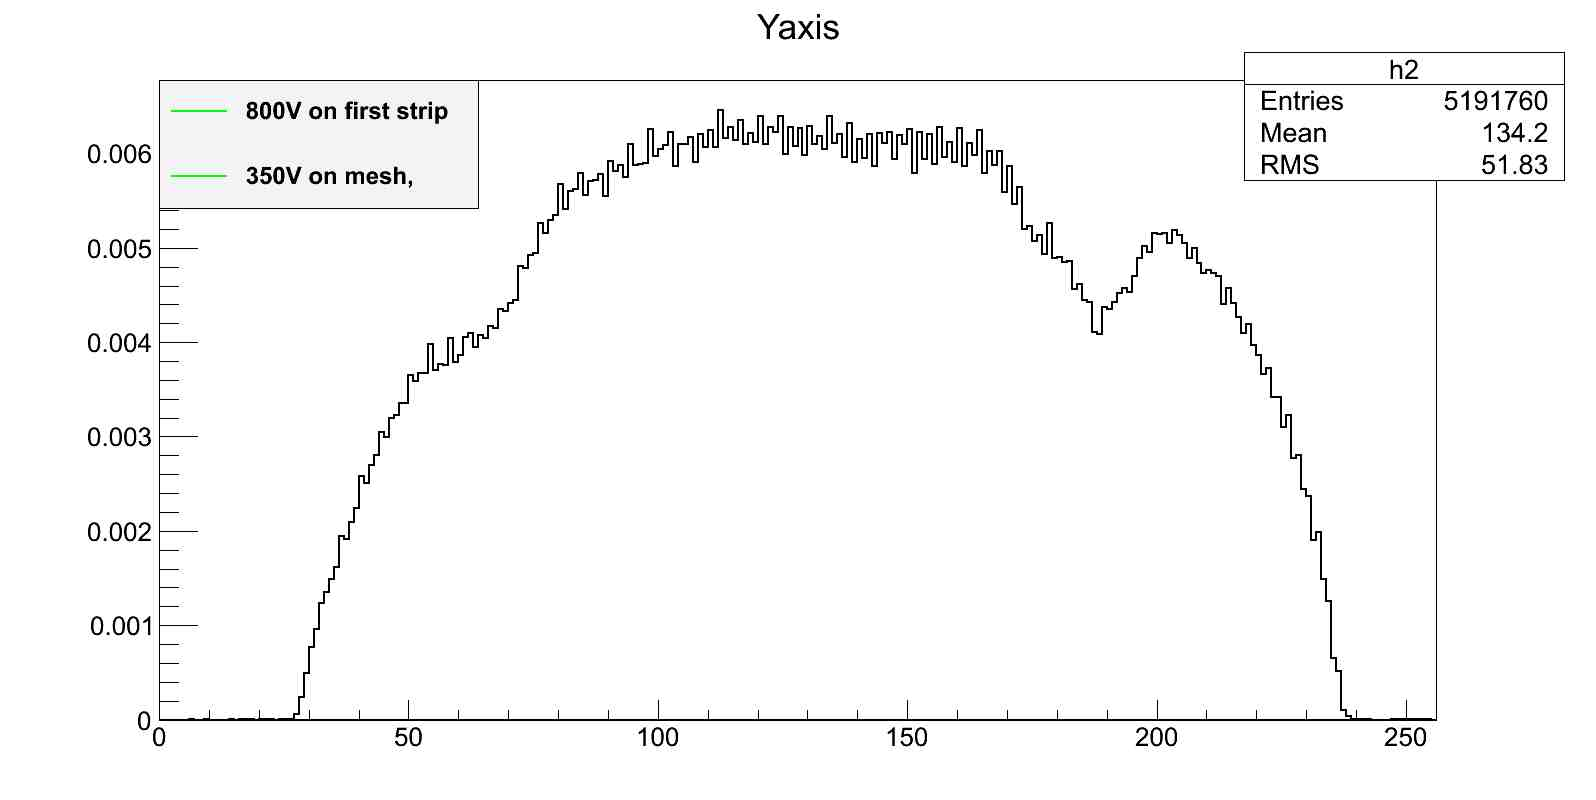 Yaxis
h2
Entries 5191760
Mean 134.2
RMS 51.83
800V on first strip
350V on mesh,
0.006
0.005
0.004
0.003
0.002
0.001
0
0 50 100 150 200 250